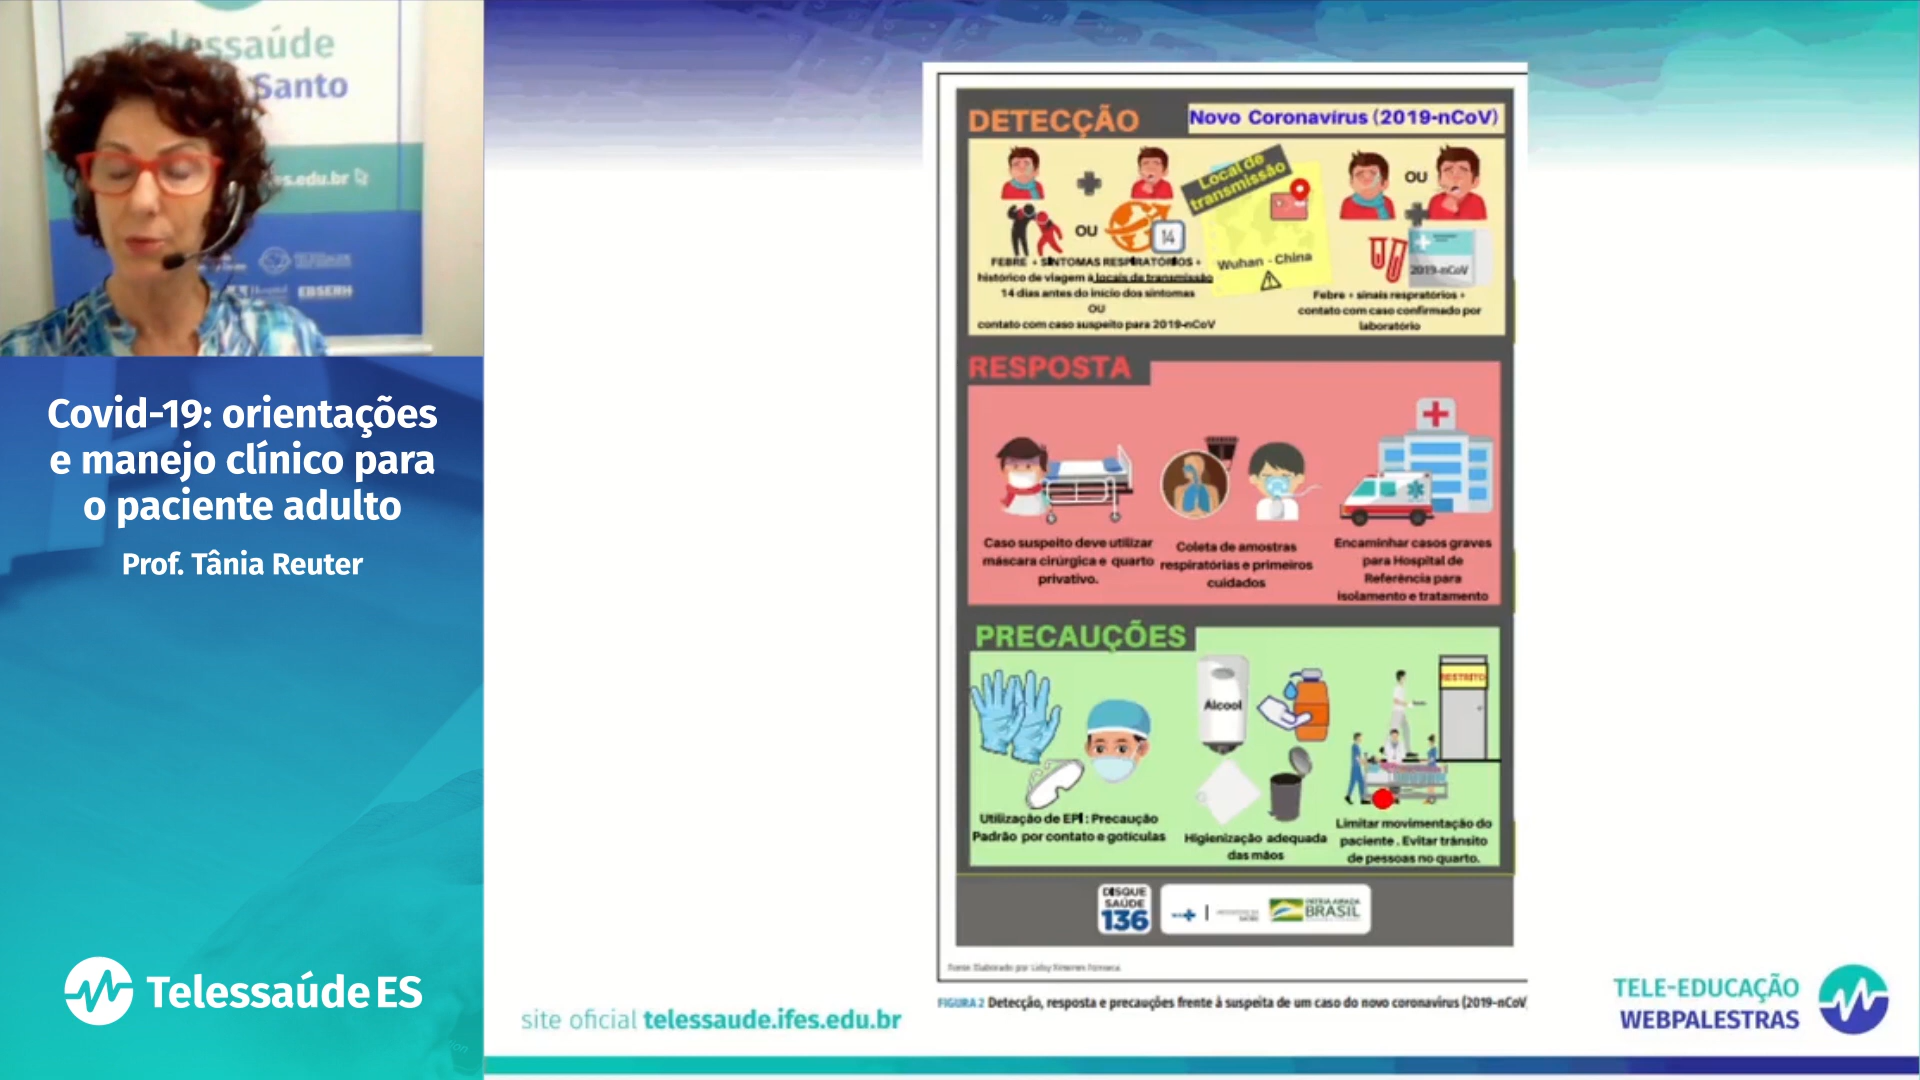 Telessaúde
Santo
es.edu.br
EBSERH
Covid-19: orientações
e manejo clínico para
o paciente adulto
Prof. Tânia Reuter
Telessaúde ES
DETECÇÃO
Novo Coronavírus (2019-nCoV)
Local de
transmissão
Wuhan - China
OU
14
OU
2019-nCoV
FEBRE + SINTOMAS RESPIRATÓRIOS +
histórico de viagem à locais de transmissão
14 dias antes do início dos sintomas
OU
contato com caso suspeito para 2019-nCoV
Febre + sinais respratórios +
contato com caso confirmado por
laboratório
RESPOSTA
Caso suspeito deve utilizar
máscara cirúrgica e quarto
privativo.
Coleta de amostras
respiratórias e primeiros
cuidados
Encaminhar casos graves
para Hospital de
Referência para
isolamento e tratamento
PRECAUÇÕES
Álcool
RESTRITO
Utilização de EPI : Precaução
Padrão por contato e gotículas
Higienização adequada
das mãos
Limitar movimentação do
paciente . Evitar trânsito
de pessoas no quarto.
DISQUE
SAÚDE
136
PÁTRIA AMADA
BRASIL
FIGURA 2 Detecção, resposta e precauções frente à suspeita de um caso do novo coronavírus (2019-nCoV
site oficial telessaude.ifes.edu.br
TELE-EDUCAÇÃO
WEBPALESTRAS